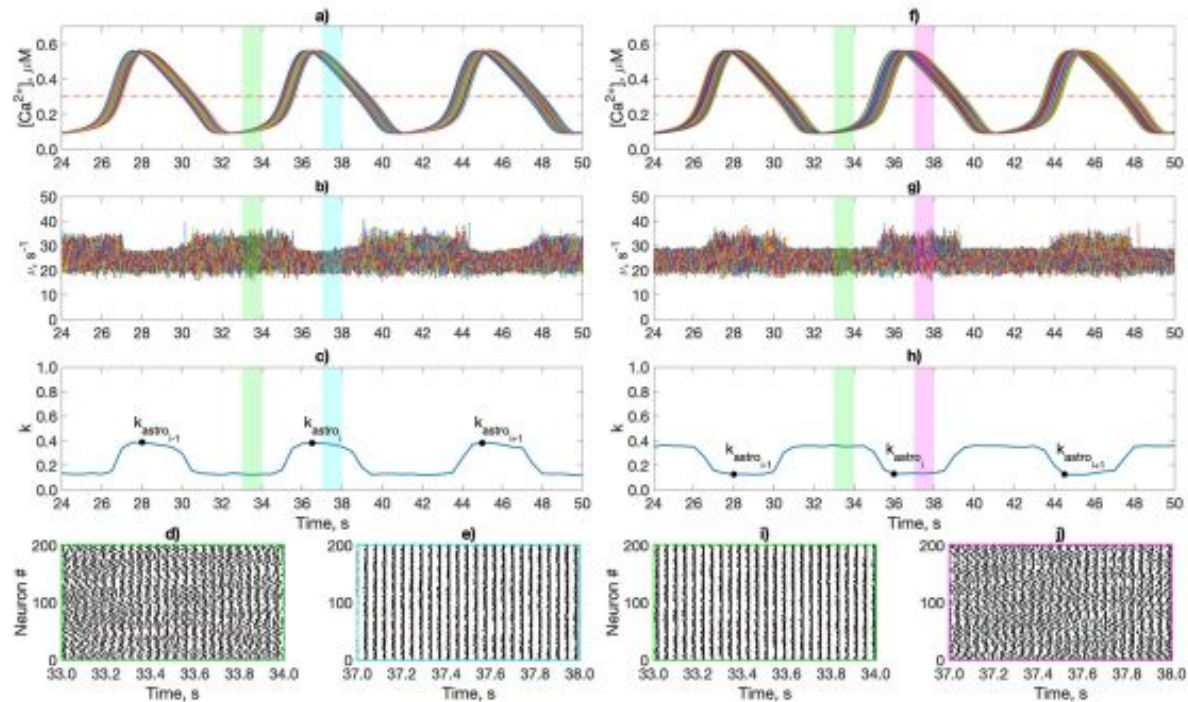 a)
[Ca2+], μM
0.6
0.4
0.2
0.0
24 26 28 30 32 34 36 38 40 42 44 46 48 50
f)
[Ca2+], μM
0.6
0.4
0.2
0.0
24 26 28 30 32 34 36 38 40 42 44 46 48 50
b)
ν, s-1
50
40
30
20
10
0
24 26 28 30 32 34 36 38 40 42 44 46 48 50
g)
ν, s-1
50
40
30
20
10
0
24 26 28 30 32 34 36 38 40 42 44 46 48 50
c)
k
1.0
0.8
0.6
0.4
0.2
0.0
kastroi-1
kastroi
kastroi+1
24 26 28 30 32 34 36 38 40 42 44 46 48 50
Time, s
h)
k
1.0
0.8
0.6
0.4
0.2
0.0
kastroi-1
kastroi
kastroi+1
24 26 28 30 32 34 36 38 40 42 44 46 48 50
Time, s
d)
Neuron #
200
100
0
33.0 33.2 33.4 33.6 33.8 34.0
Time, s
e)
200
100
0
37.0 37.2 37.4 37.6 37.8 38.0
Time, s
i)
Neuron #
200
100
0
33.0 33.2 33.4 33.6 33.8 34.0
Time, s
j)
200
100
0
37.0 37.2 37.4 37.6 37.8 38.0
Time, s